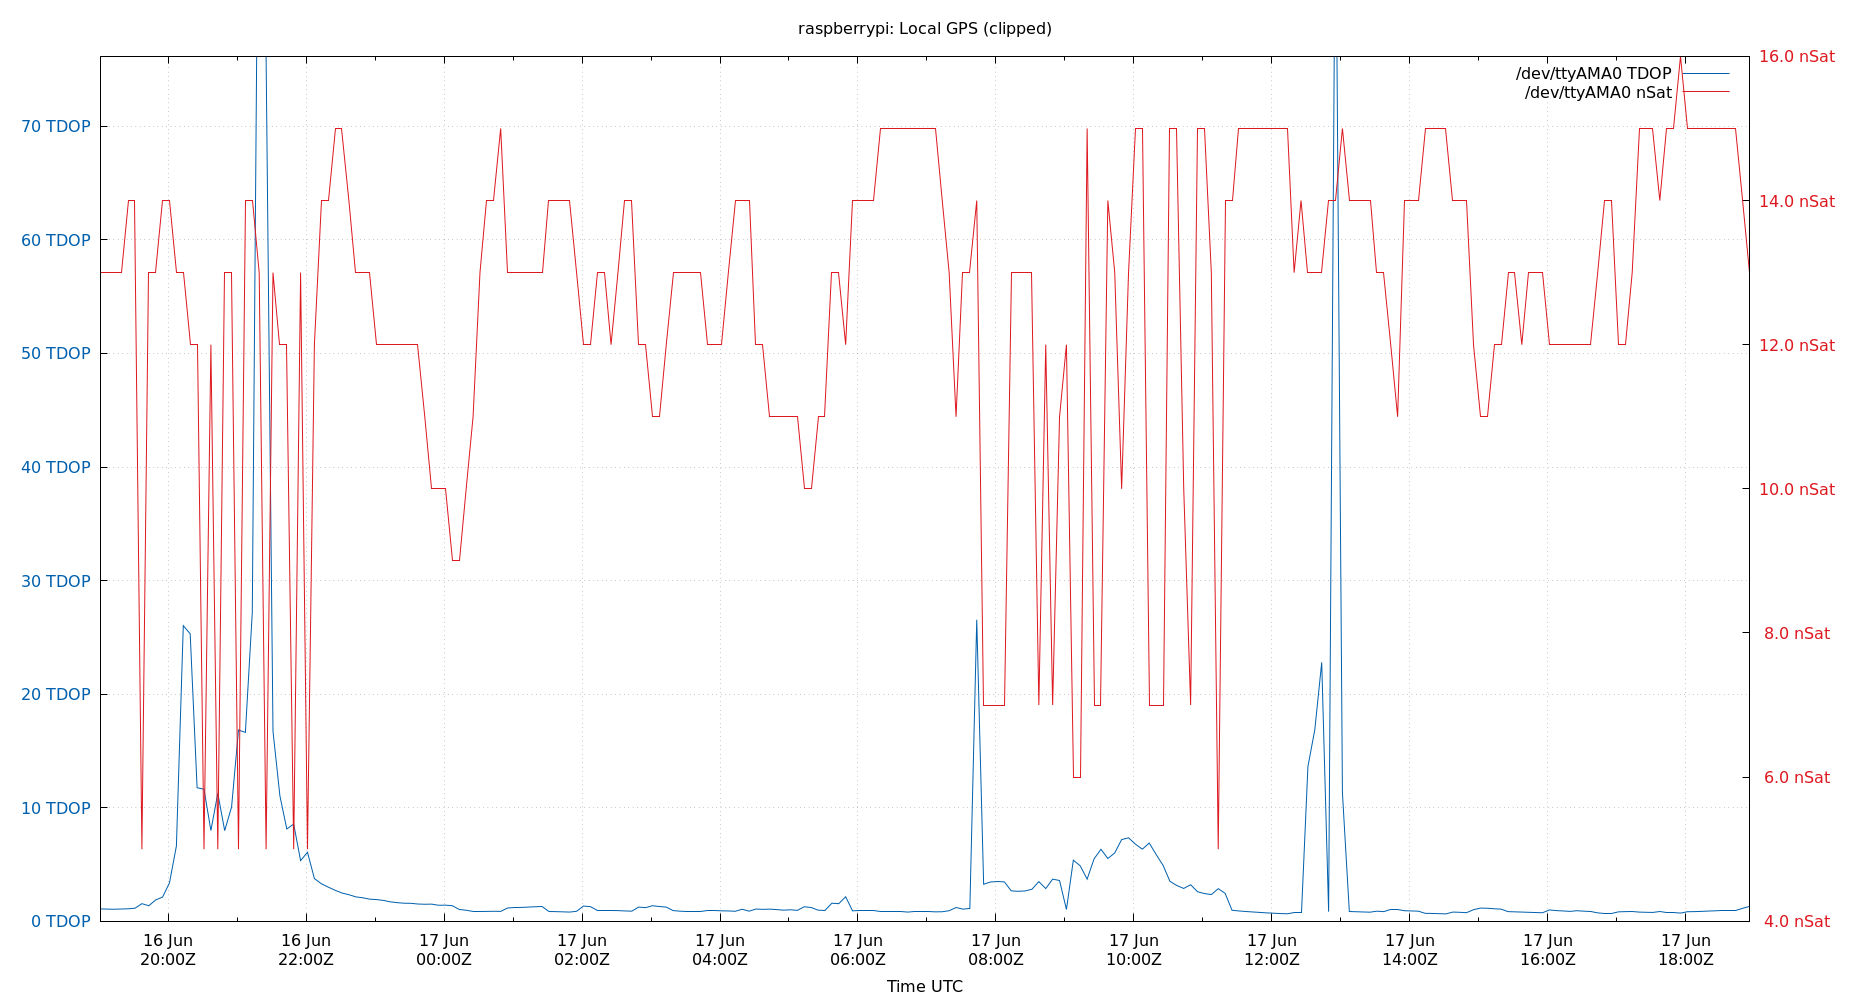 raspberrypi: Local GPS (clipped)
/dev/ttyAMA0 TDOP
/dev/ttyAMA0 nSat
70 TDOP
60 TDOP
50 TDOP
40 TDOP
30 TDOP
20 TDOP
10 TDOP
0 TDOP
16.0 nSat
14.0 nSat
12.0 nSat
10.0 nSat
8.0 nSat
6.0 nSat
4.0 nSat
16 Jun
20:00Z
16 Jun
22:00Z
17 Jun
00:00Z
17 Jun
02:00Z
17 Jun
04:00Z
17 Jun
06:00Z
17 Jun
08:00Z
17 Jun
10:00Z
17 Jun
12:00Z
17 Jun
14:00Z
17 Jun
16:00Z
17 Jun
18:00Z
Time UTC